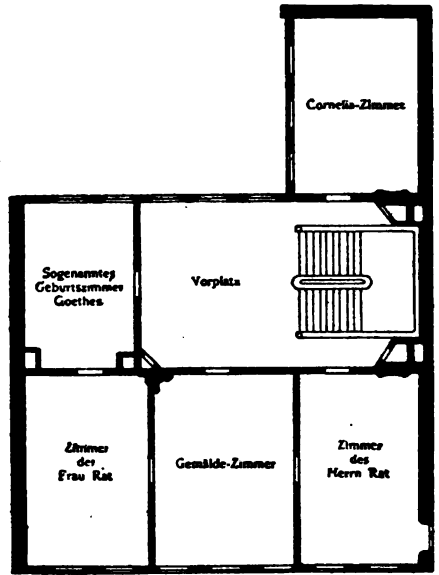 Cornelia-Zimmer
Sogenanntes
Geburtszimmer
Goethes
Vorplatz
Zimmer
der
Frau Rat
Gemälde-Zimmer
Zimmer
des
Herrn Rat